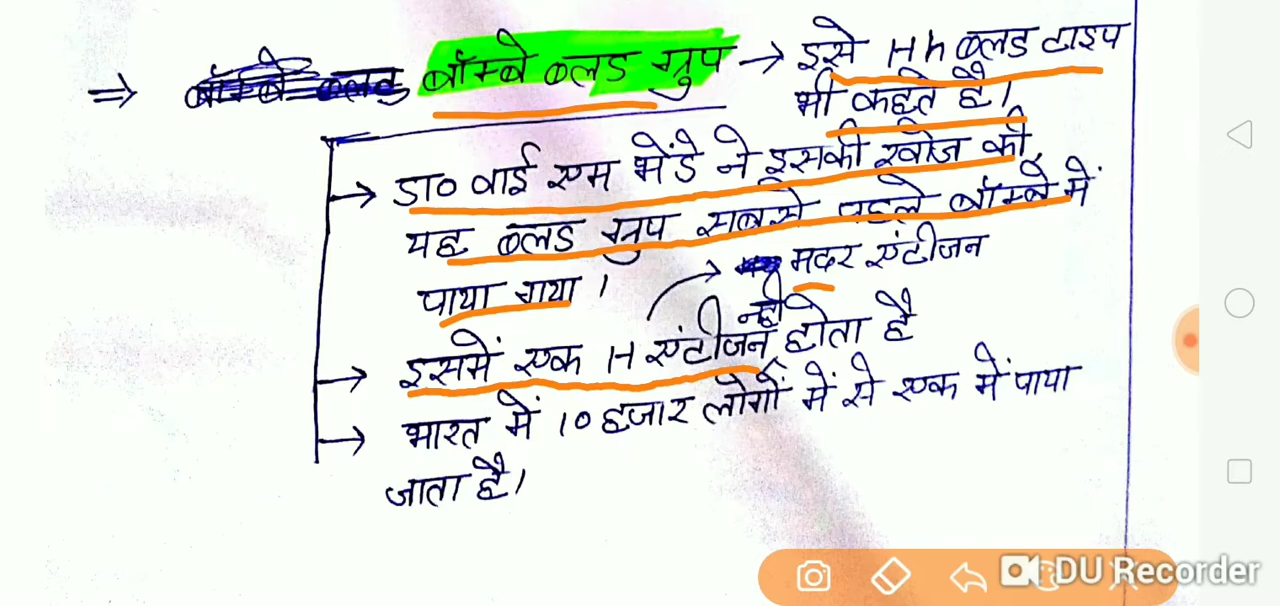 ⇒ बॉम्बे ब्लड ग्रुप → इसे Hh ब्लड टाइप
भी कहते है।
→ डा० वाई एम भेंडे ने इसकी खोज की,
यह ब्लड ग्रुप सबसे पहले बॉम्बे में
पाया गया।
→ मदर एंटीजन
नही
→ इसमें एक H एंटीजन होता है
→ भारत में 10 हजार लोगों में से एक में पाया
जाता है।
DU Recorder